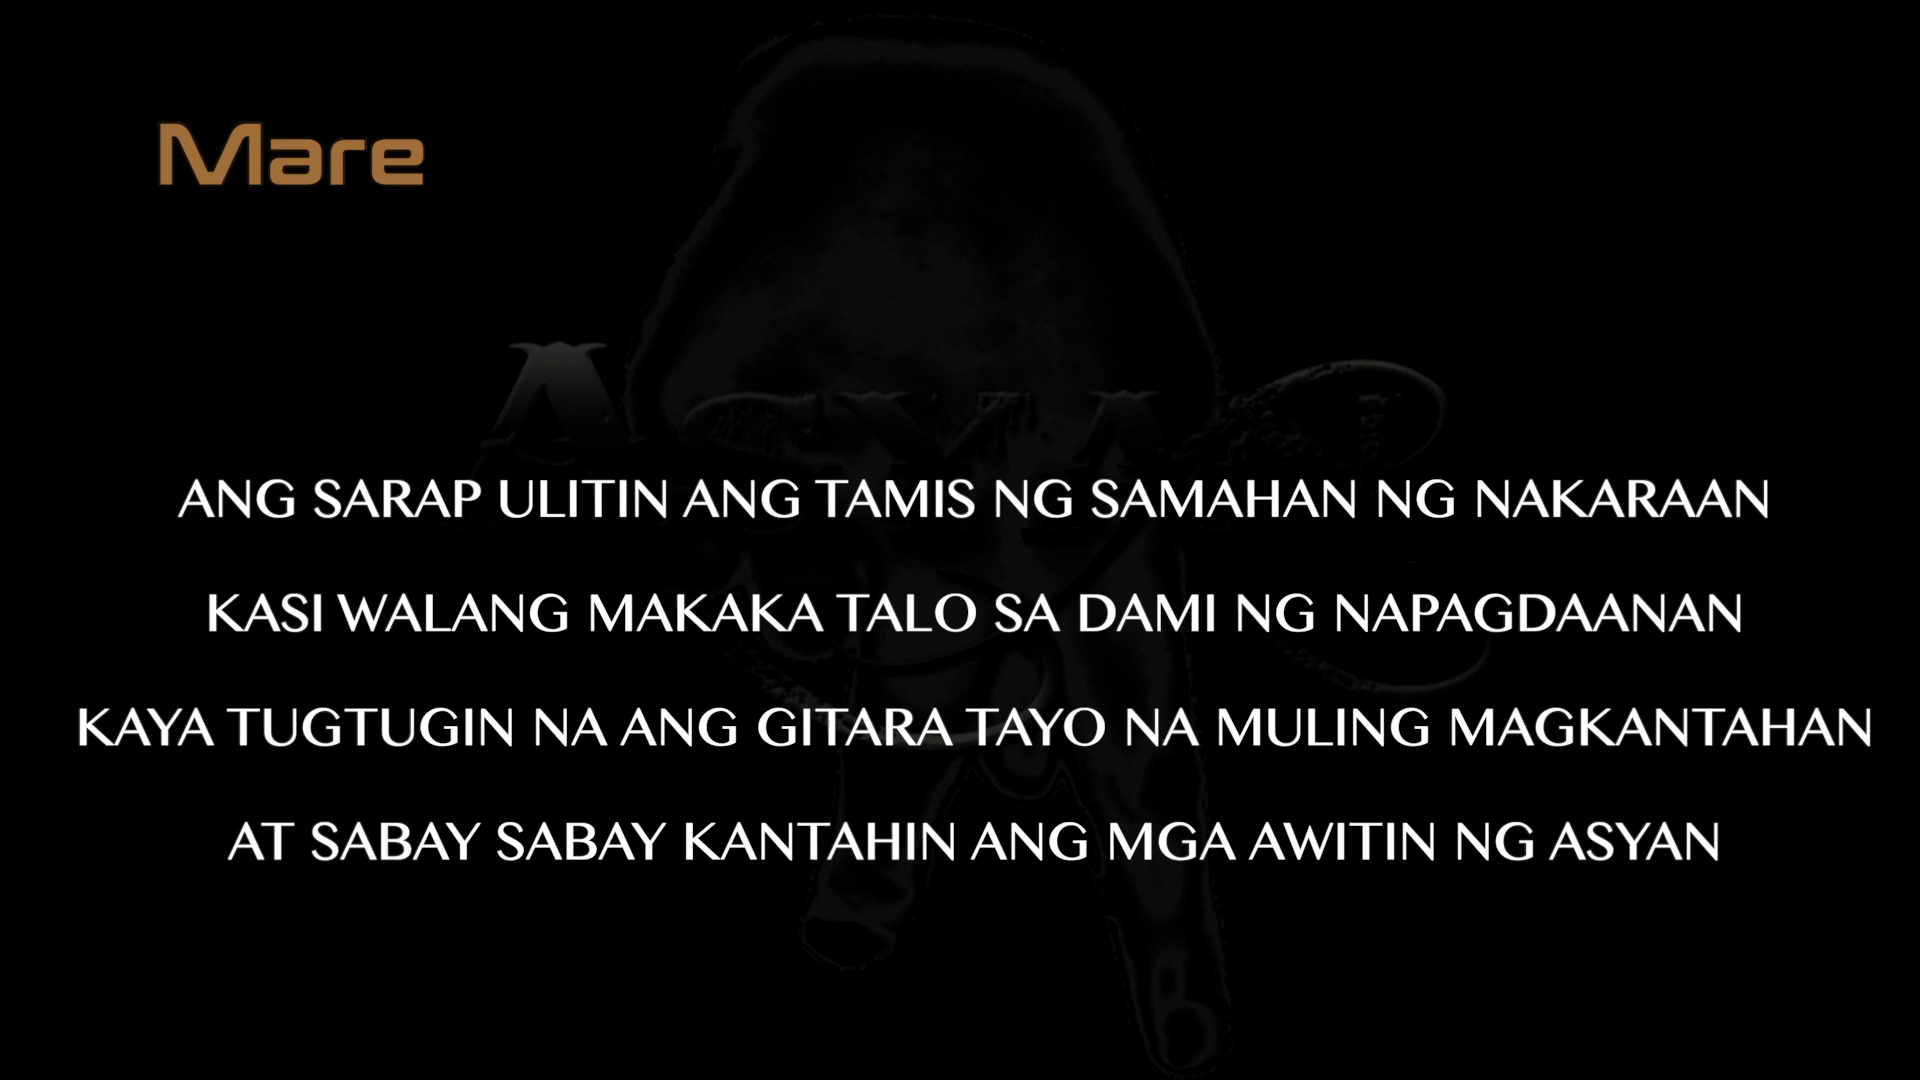 Mare
ANG SARAP ULITIN ANG TAMIS NG SAMAHAN NG NAKARAAN
KASI WALANG MAKAKA TALO SA DAMI NG NAPAGDAANAN
KAYA TUGTUGIN NA ANG GITARA TAYO NA MULING MAGKANTAHAN
AT SABAY SABAY KANTAHIN ANG MGA AWITIN NG ASYAN